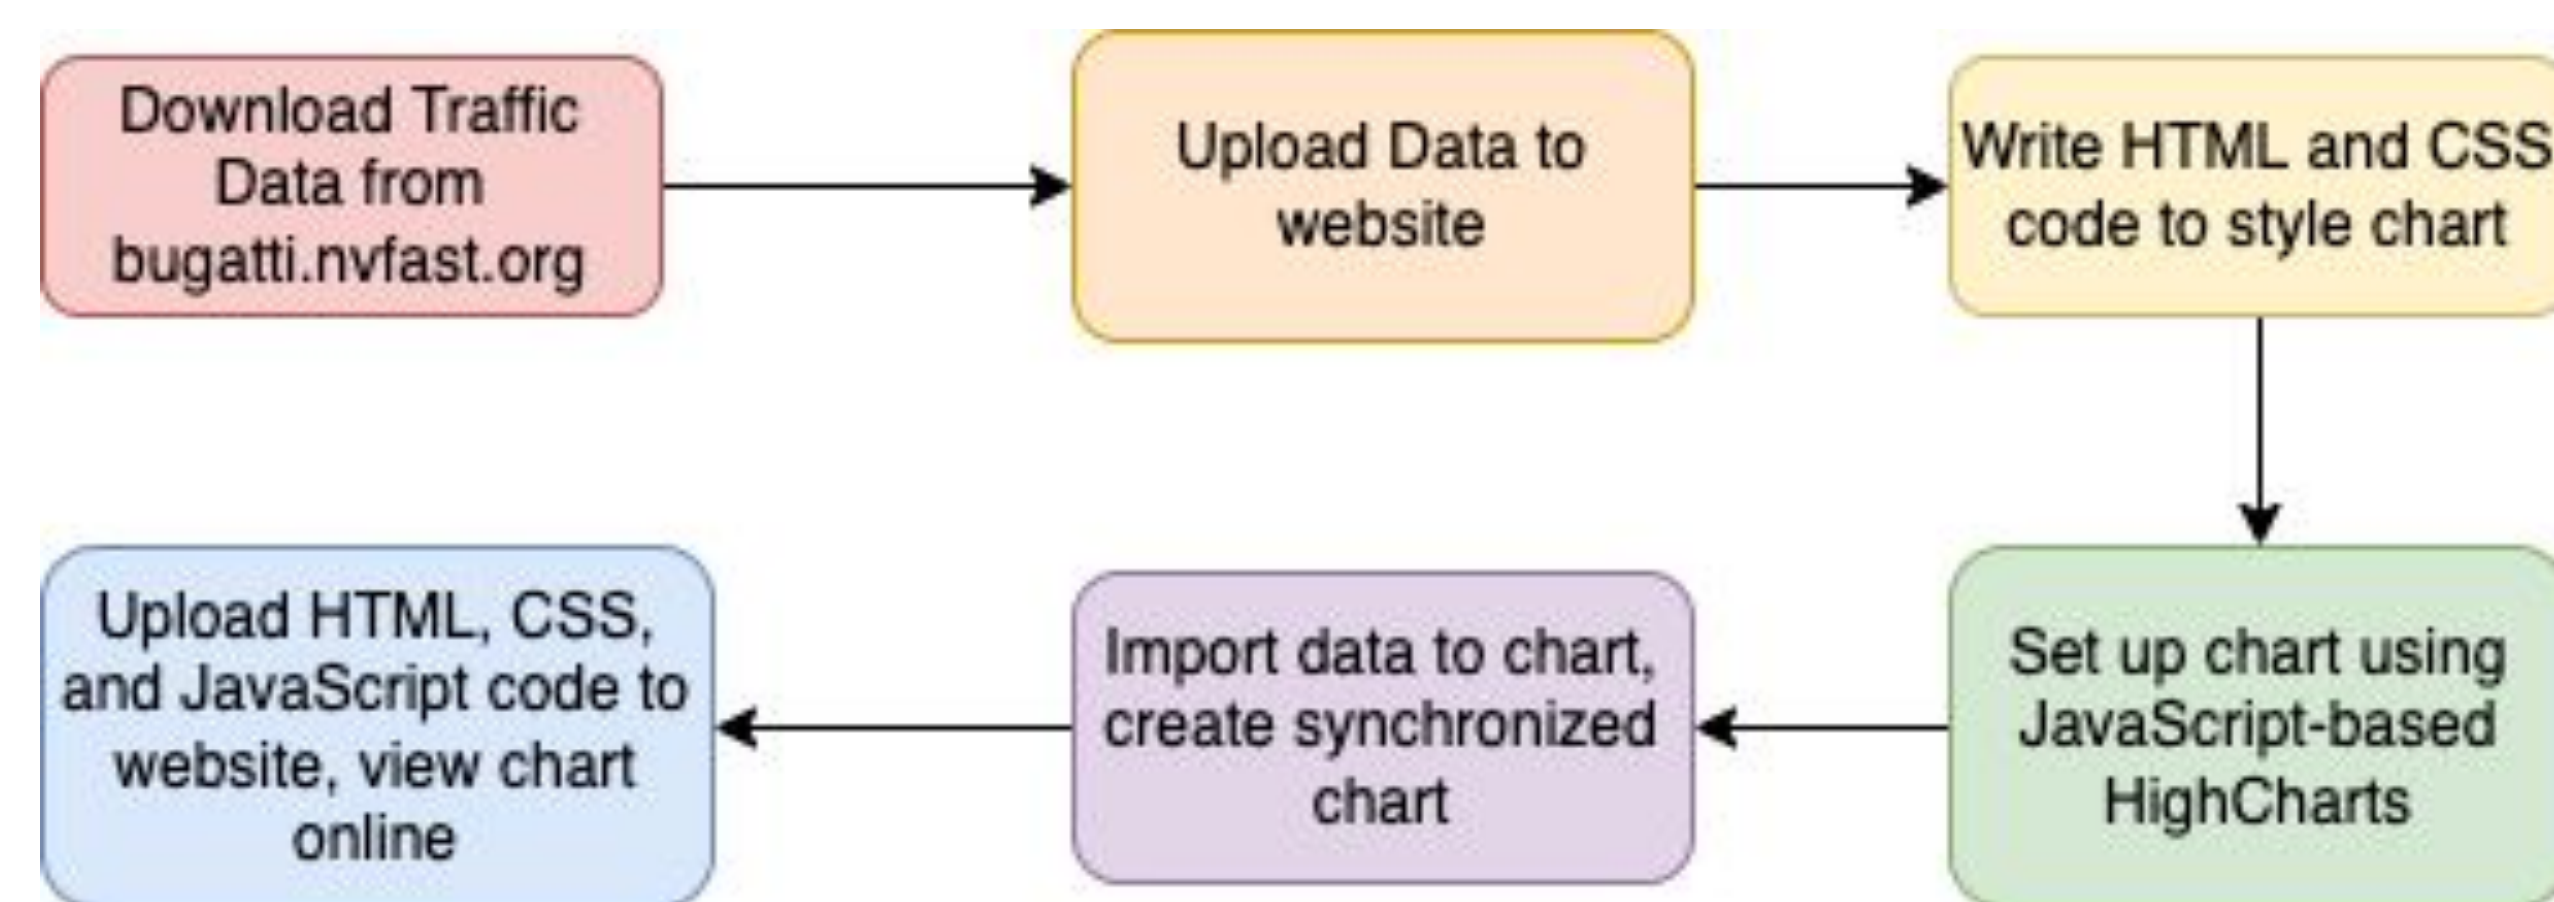 Download Traffic
Data from
bugatti.nvfast.org
Upload Data to
website
Write HTML and CSS
code to style chart
Set up chart using
JavaScript-based
HighCharts
Import data to chart,
create synchronized
chart
Upload HTML, CSS,
and JavaScript code to
website, view chart
online